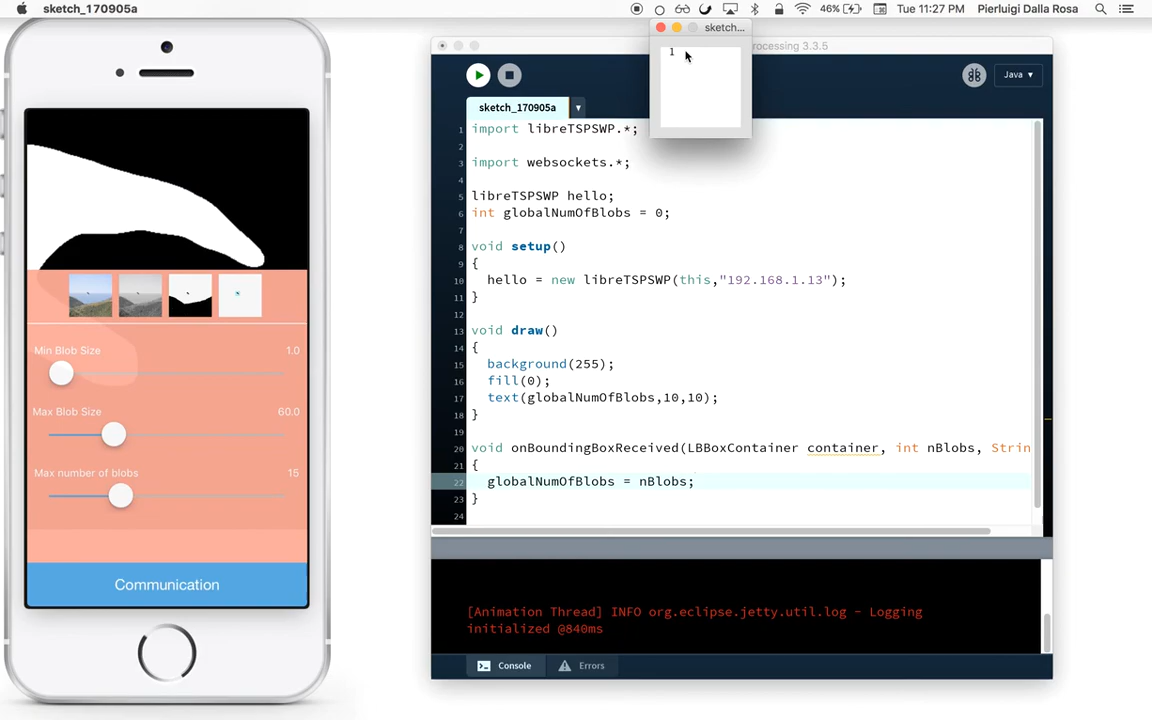 sketch_170905a
46%
Tue 11:27 PM
Pierluigi Dalla Rosa
Min Blob Size
1.0
Max Blob Size
60.0
Max number of blobs
15
Communication
sketch...
1
rocessing 3.3.5
Java
sketch_170905a
1 import libreTSPSWP.*;
2
3 import websockets.*;
4
5 libreTSPSWP hello;
6 int globalNumOfBlobs = 0;
7
8 void setup()
9 {
10 hello = new libreTSPSWP(this,"192.168.1.13");
11 }
12
13 void draw()
14 {
15 background(255);
16 fill(0);
17 text(globalNumOfBlobs,10,10);
18 }
19
20 void onBoundingBoxReceived(LBBoxContainer container, int nBlobs, Strin
21 {
22 globalNumOfBlobs = nBlobs;
23 }
24
[Animation Thread] INFO org.eclipse.jetty.util.log - Logging
initialized @840ms
Console
Errors